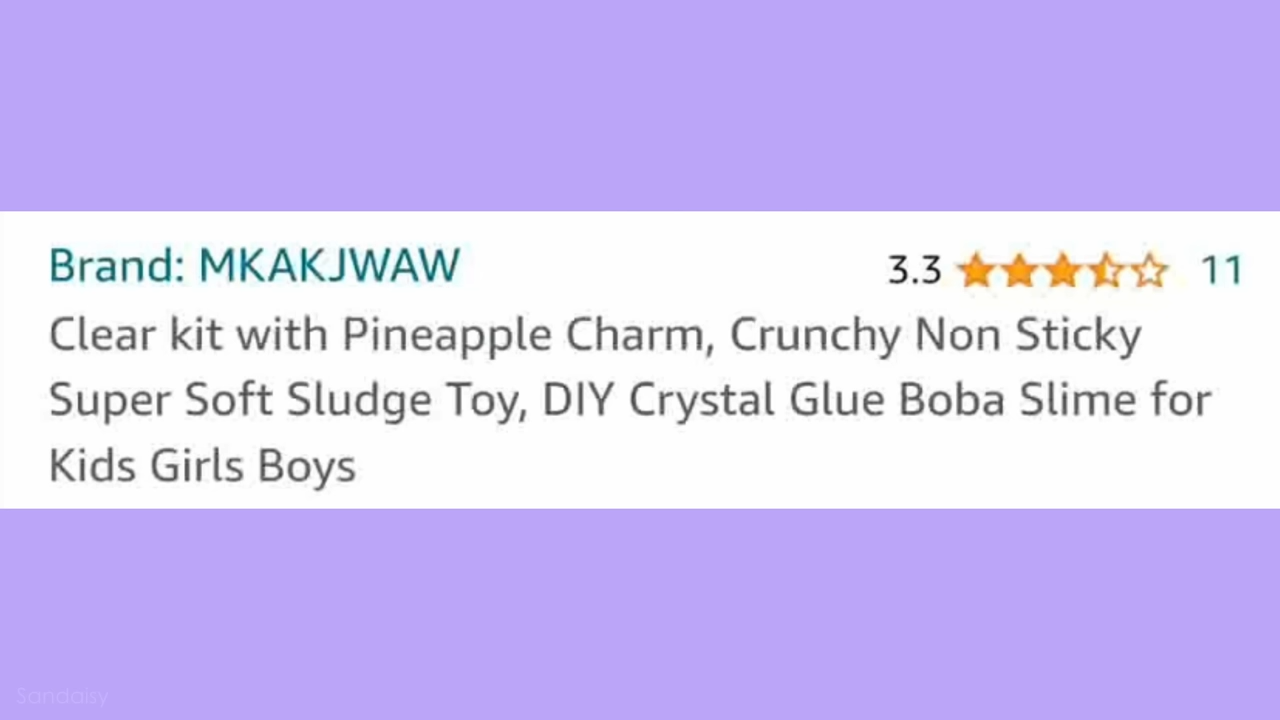 Brand: MKAKJWAW
3.3 11
Clear kit with Pineapple Charm, Crunchy Non Sticky
Super Soft Sludge Toy, DIY Crystal Glue Boba Slime for
Kids Girls Boys
Sandaisy